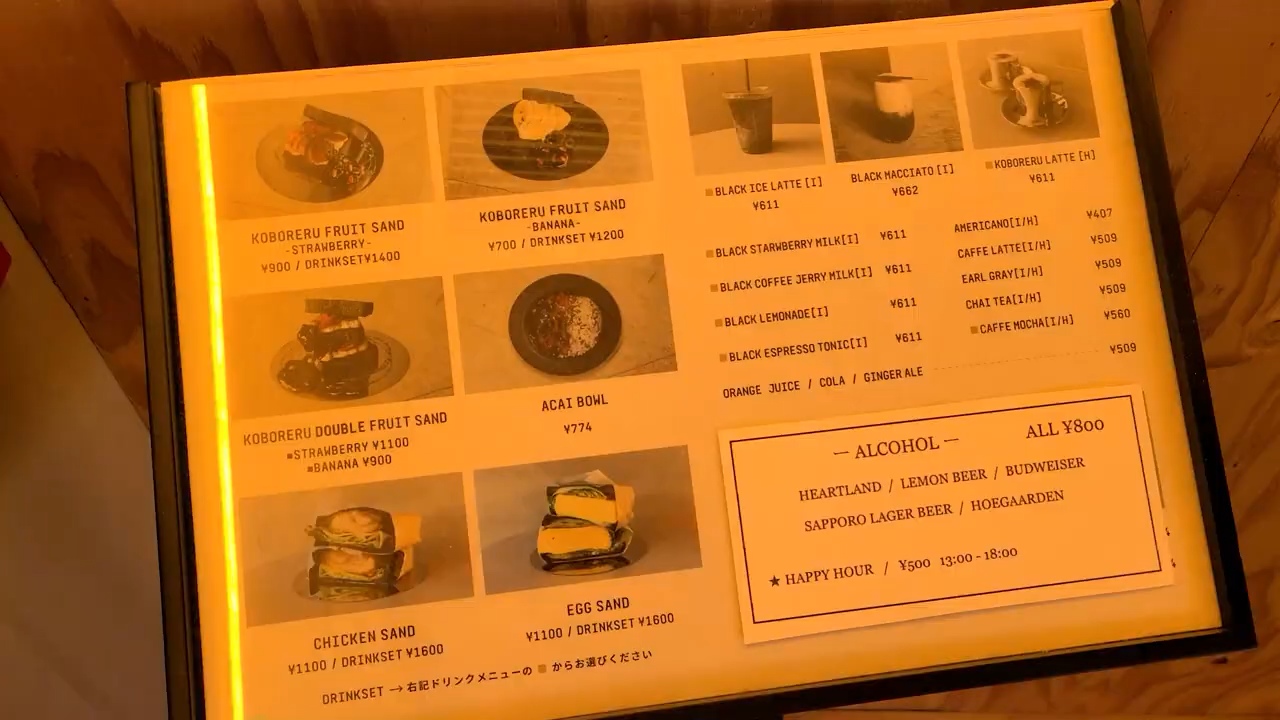 KOBORERU FRUIT SAND
-STRAWBERRY-
¥900 / DRINKSET¥1400
KOBORERU FRUIT SAND
-BANANA-
¥700 / DRINKSET ¥1200
KOBORERU DOUBLE FRUIT SAND
■STRAWBERRY ¥1100
■BANANA ¥900
ACAI BOWL
¥774
CHICKEN SAND
¥1100 / DRINKSET ¥1600
EGG SAND
¥1100 / DRINKSET ¥1600
DRINKSET → 右記ドリンクメニューの ■ からお選びください
■BLACK ICE LATTE [I]
¥611
BLACK MACCIATO [I]
¥662
■KOBORERU LATTE [H]
¥611
■BLACK STARWBERRY MILK[I] ¥611
■BLACK COFFEE JERRY MILK[I] ¥611
■BLACK LEMONADE[I] ¥611
■BLACK ESPRESSO TONIC[I] ¥611
AMERICANO[I/H] ¥407
CAFFE LATTE[I/H] ¥509
EARL GRAY[I/H] ¥509
CHAI TEA[I/H] ¥509
■CAFFE MOCHA[I/H] ¥560
ORANGE JUICE / COLA / GINGER ALE ¥509
— ALCOHOL — ALL ¥800
HEARTLAND / LEMON BEER / BUDWEISER
SAPPORO LAGER BEER / HOEGAARDEN
★ HAPPY HOUR / ¥500 13:00 - 18:00